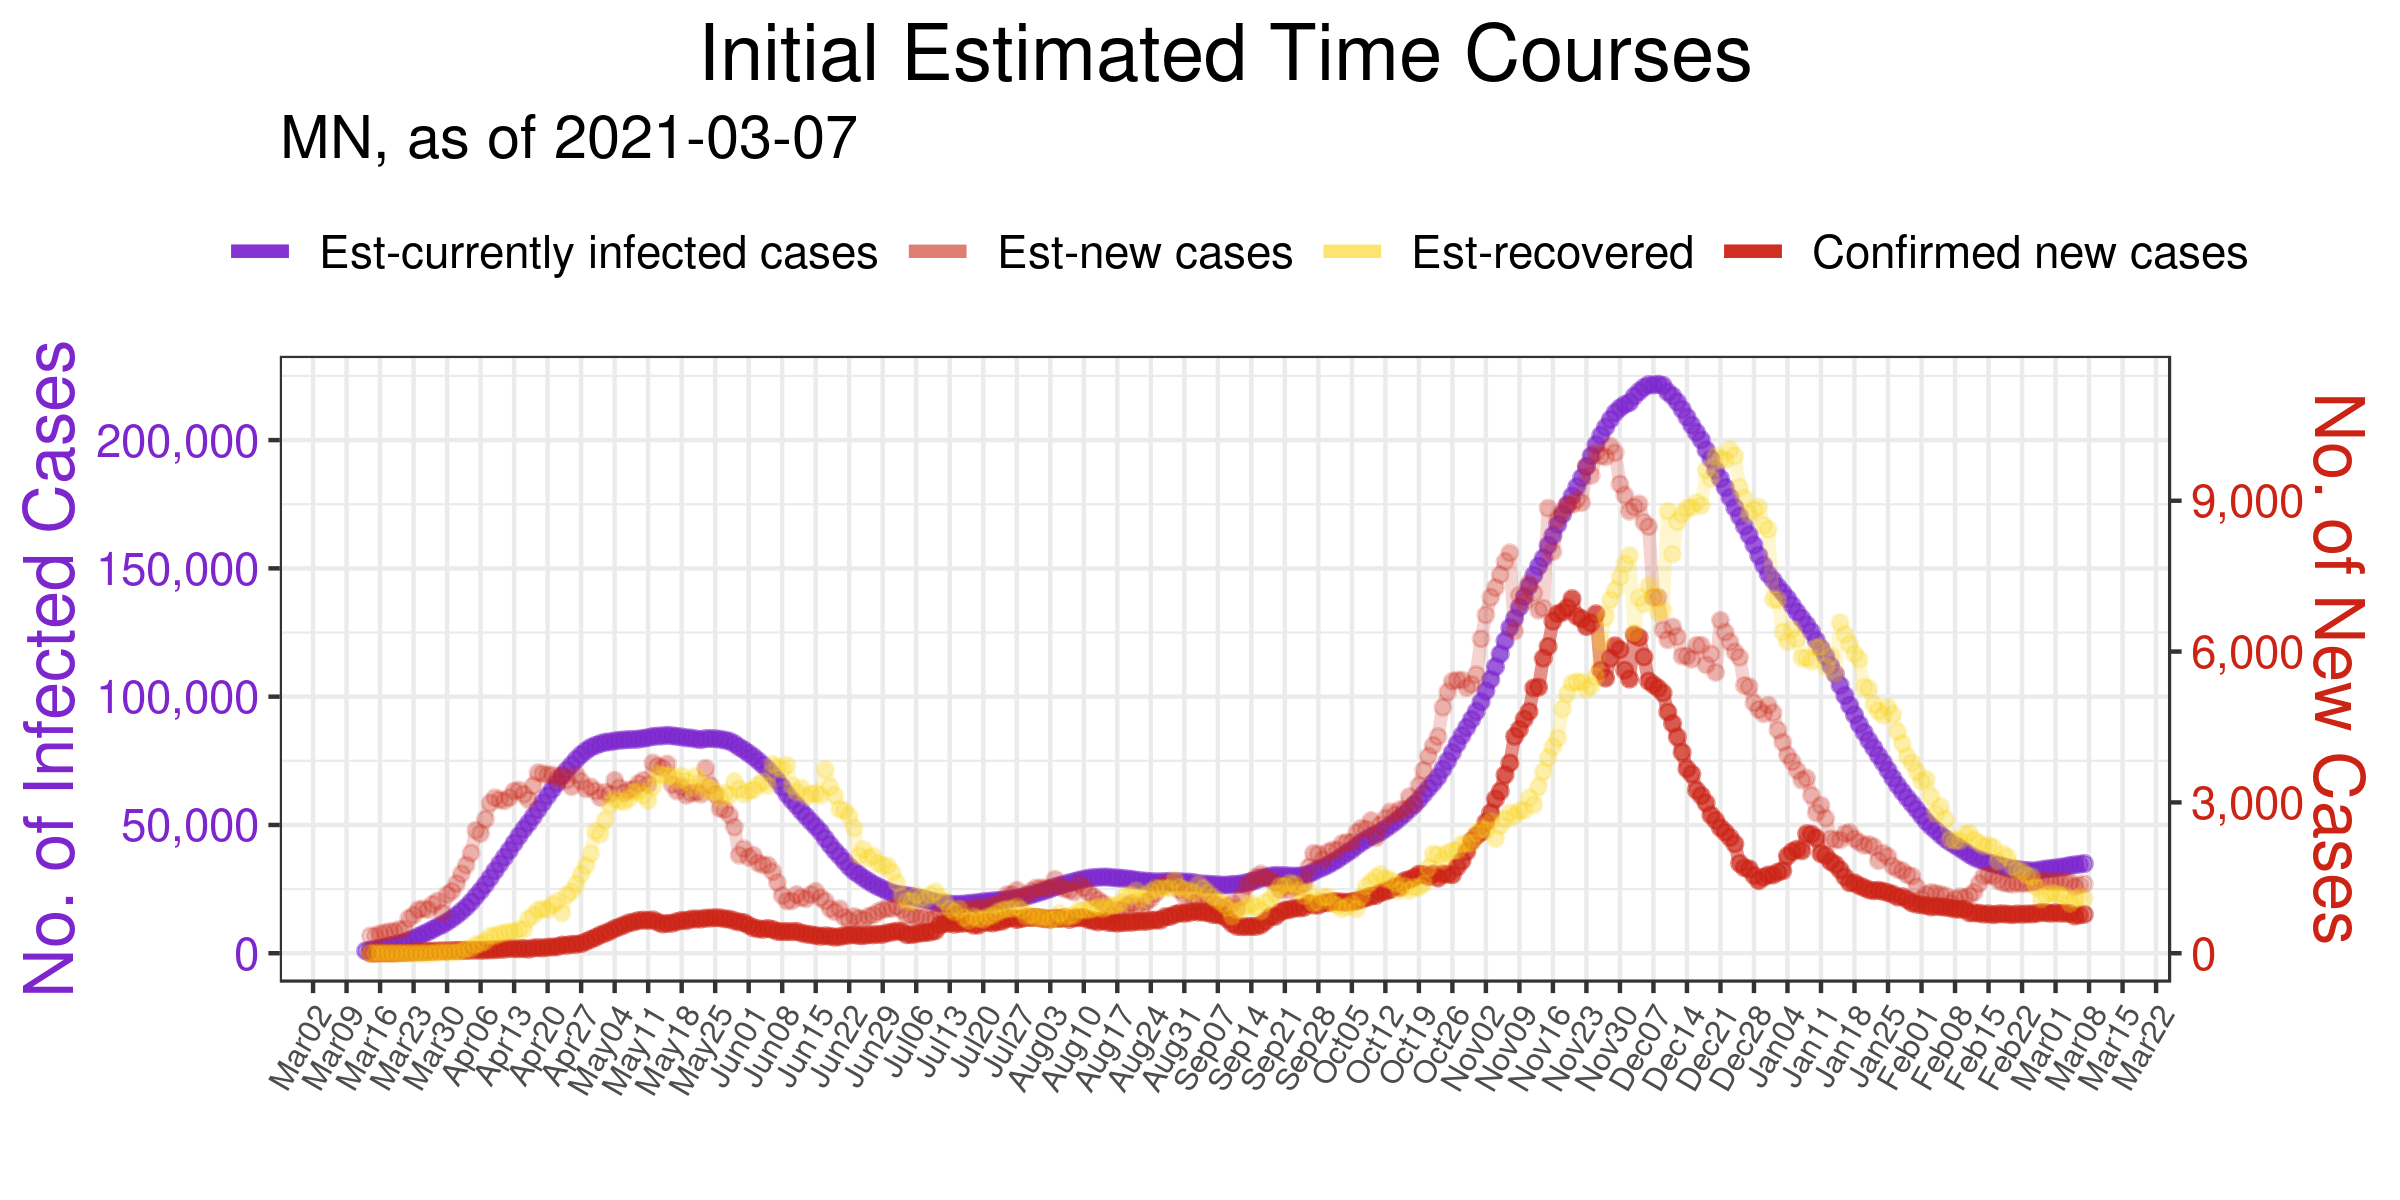 Initial Estimated Time Courses
MN, as of 2021-03-07
Est-currently infected cases Est-new cases Est-recovered Confirmed new cases
No. of Infected Cases
200,000
150,000
100,000
50,000
0
No. of New Cases
9,000
6,000
3,000
0
Mar02 Mar09 Mar16 Mar23 Mar30 Apr06 Apr13 Apr20 Apr27 May04 May11 May18 May25 Jun01 Jun08 Jun15 Jun22 Jun29 Jul06 Jul13 Jul20 Jul27 Aug03 Aug10 Aug17 Aug24 Aug31 Sep07 Sep14 Sep21 Sep28 Oct05 Oct12 Oct19 Oct26 Nov02 Nov09 Nov16 Nov23 Nov30 Dec07 Dec14 Dec21 Dec28 Jan04 Jan11 Jan18 Jan25 Feb01 Feb08 Feb15 Feb22 Mar01 Mar08 Mar15 Mar22